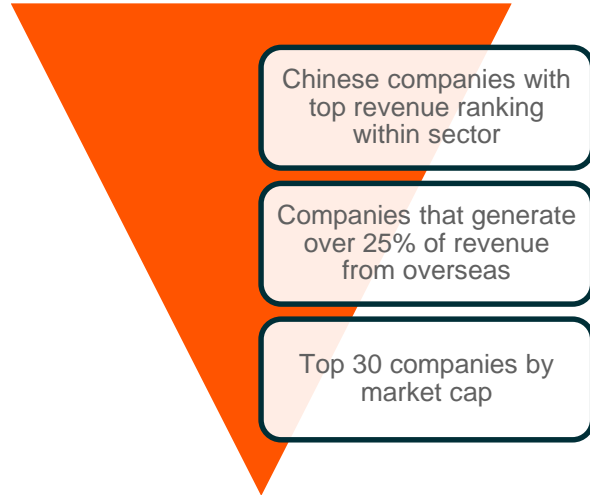 Chinese companies with
top revenue ranking
within sector
Companies that generate
over 25% of revenue
from overseas
Top 30 companies by
market cap